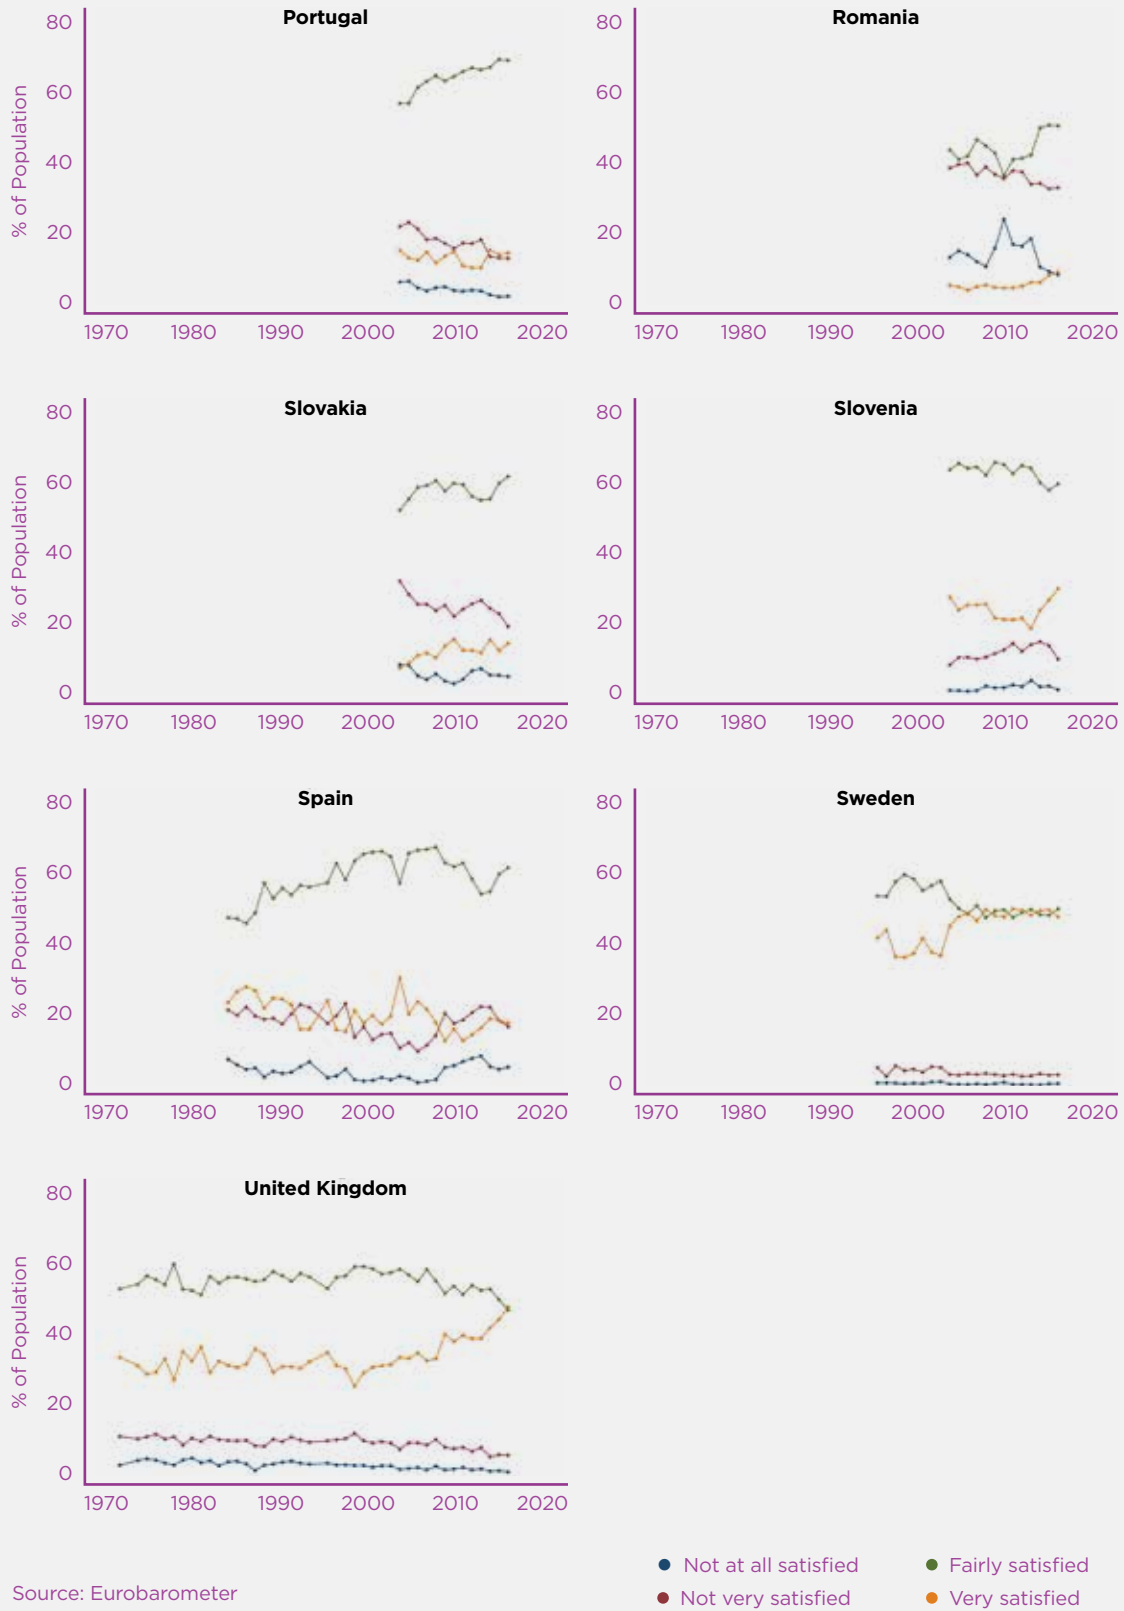 Portugal
Romania
% of Population
80
60
40
20
0
1970 1980 1990 2000 2010 2020
80
60
40
20
0
1970 1980 1990 2000 2010 2020
Slovakia
Slovenia
% of Population
80
60
40
20
0
1970 1980 1990 2000 2010 2020
80
60
40
20
0
1970 1980 1990 2000 2010 2020
Spain
Sweden
% of Population
80
60
40
20
0
1970 1980 1990 2000 2010 2020
80
60
40
20
0
1970 1980 1990 2000 2010 2020
United Kingdom
% of Population
80
60
40
20
0
1970 1980 1990 2000 2010 2020
Not at all satisfied
Fairly satisfied
Not very satisfied
Very satisfied
Source: Eurobarometer